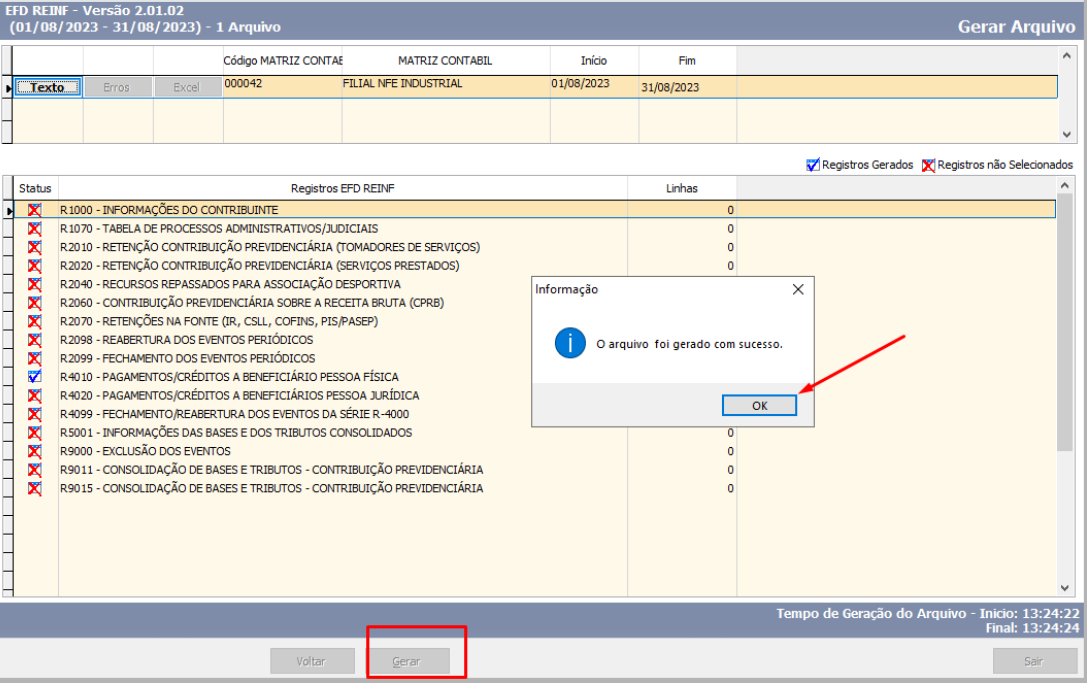 EFD REINF - Versão 2.01.02
(01/08/2023 - 31/08/2023) - 1 Arquivo
Gerar Arquivo
Código MATRIZ CONTAE MATRIZ CONTABIL Início Fim
Texto Erros Excel 000042 FILIAL NFE INDUSTRIAL 01/08/2023 31/08/2023
Registros Gerados Registros não Selecionados
Status Registros EFD REINF Linhas
R1000 - INFORMAÇÕES DO CONTRIBUINTE 0
R1070 - TABELA DE PROCESSOS ADMINISTRATIVOS/JUDICIAIS 0
R2010 - RETENÇÃO CONTRIBUIÇÃO PREVIDENCIÁRIA (TOMADORES DE SERVIÇOS) 0
R2020 - RETENÇÃO CONTRIBUIÇÃO PREVIDENCIÁRIA (SERVIÇOS PRESTADOS) 0
R2040 - RECURSOS REPASSADOS PARA ASSOCIAÇÃO DESPORTIVA
R2060 - CONTRIBUIÇÃO PREVIDENCIÁRIA SOBRE A RECEITA BRUTA (CPRB)
R2070 - RETENÇÕES NA FONTE (IR, CSLL, COFINS, PIS/PASEP)
R2098 - REABERTURA DOS EVENTOS PERIÓDICOS
R2099 - FECHAMENTO DOS EVENTOS PERIÓDICOS
R4010 - PAGAMENTOS/CRÉDITOS A BENEFICIÁRIO PESSOA FÍSICA
R4020 - PAGAMENTOS/CRÉDITOS A BENEFICIÁRIOS PESSOA JURÍDICA
R4099 - FECHAMENTO/REABERTURA DOS EVENTOS DA SÉRIE R-4000
R5001 - INFORMAÇÕES DAS BASES E DOS TRIBUTOS CONSOLIDADOS 0
R9000 - EXCLUSÃO DOS EVENTOS 0
R9011 - CONSOLIDAÇÃO DE BASES E TRIBUTOS - CONTRIBUIÇÃO PREVIDENCIÁRIA 0
R9015 - CONSOLIDAÇÃO DE BASES E TRIBUTOS - CONTRIBUIÇÃO PREVIDENCIÁRIA 0
Informação
O arquivo foi gerado com sucesso.
OK
Tempo de Geração do Arquivo - Inicio: 13:24:22
Final: 13:24:24
Voltar Gerar Sair